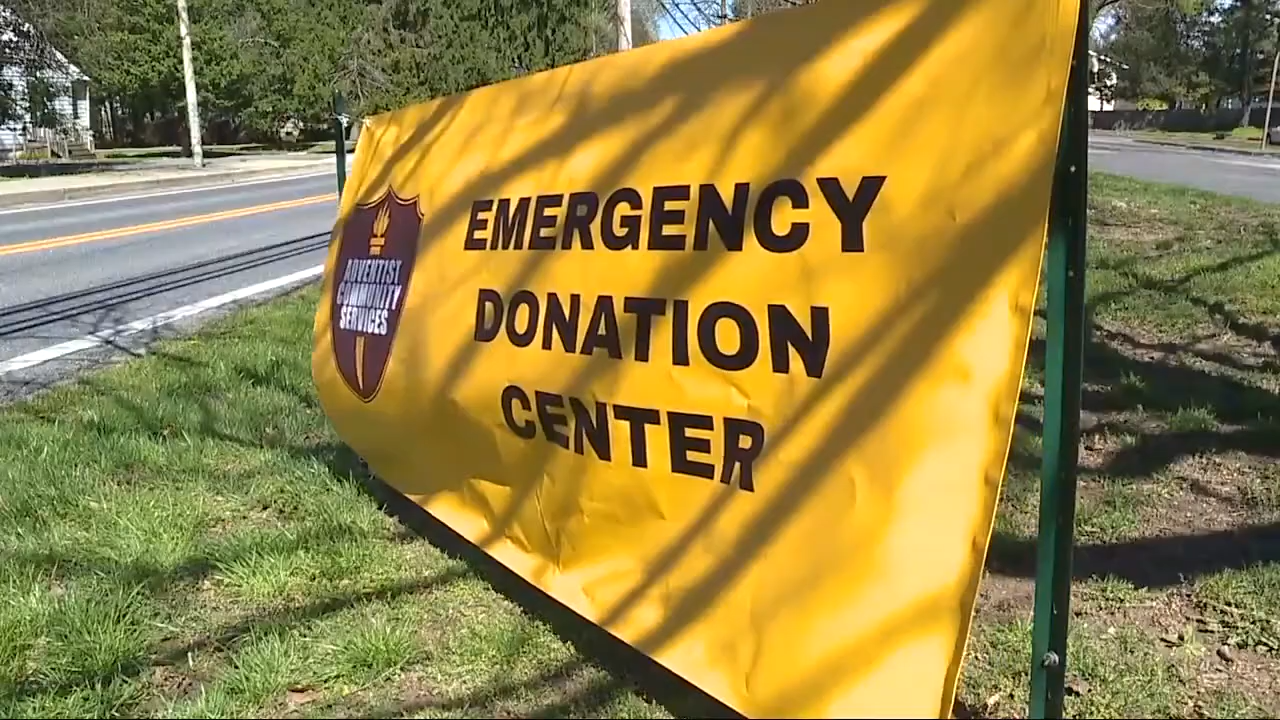 ADVENTIST
COMMUNITY
SERVICES
EMERGENCY
DONATION
CENTER